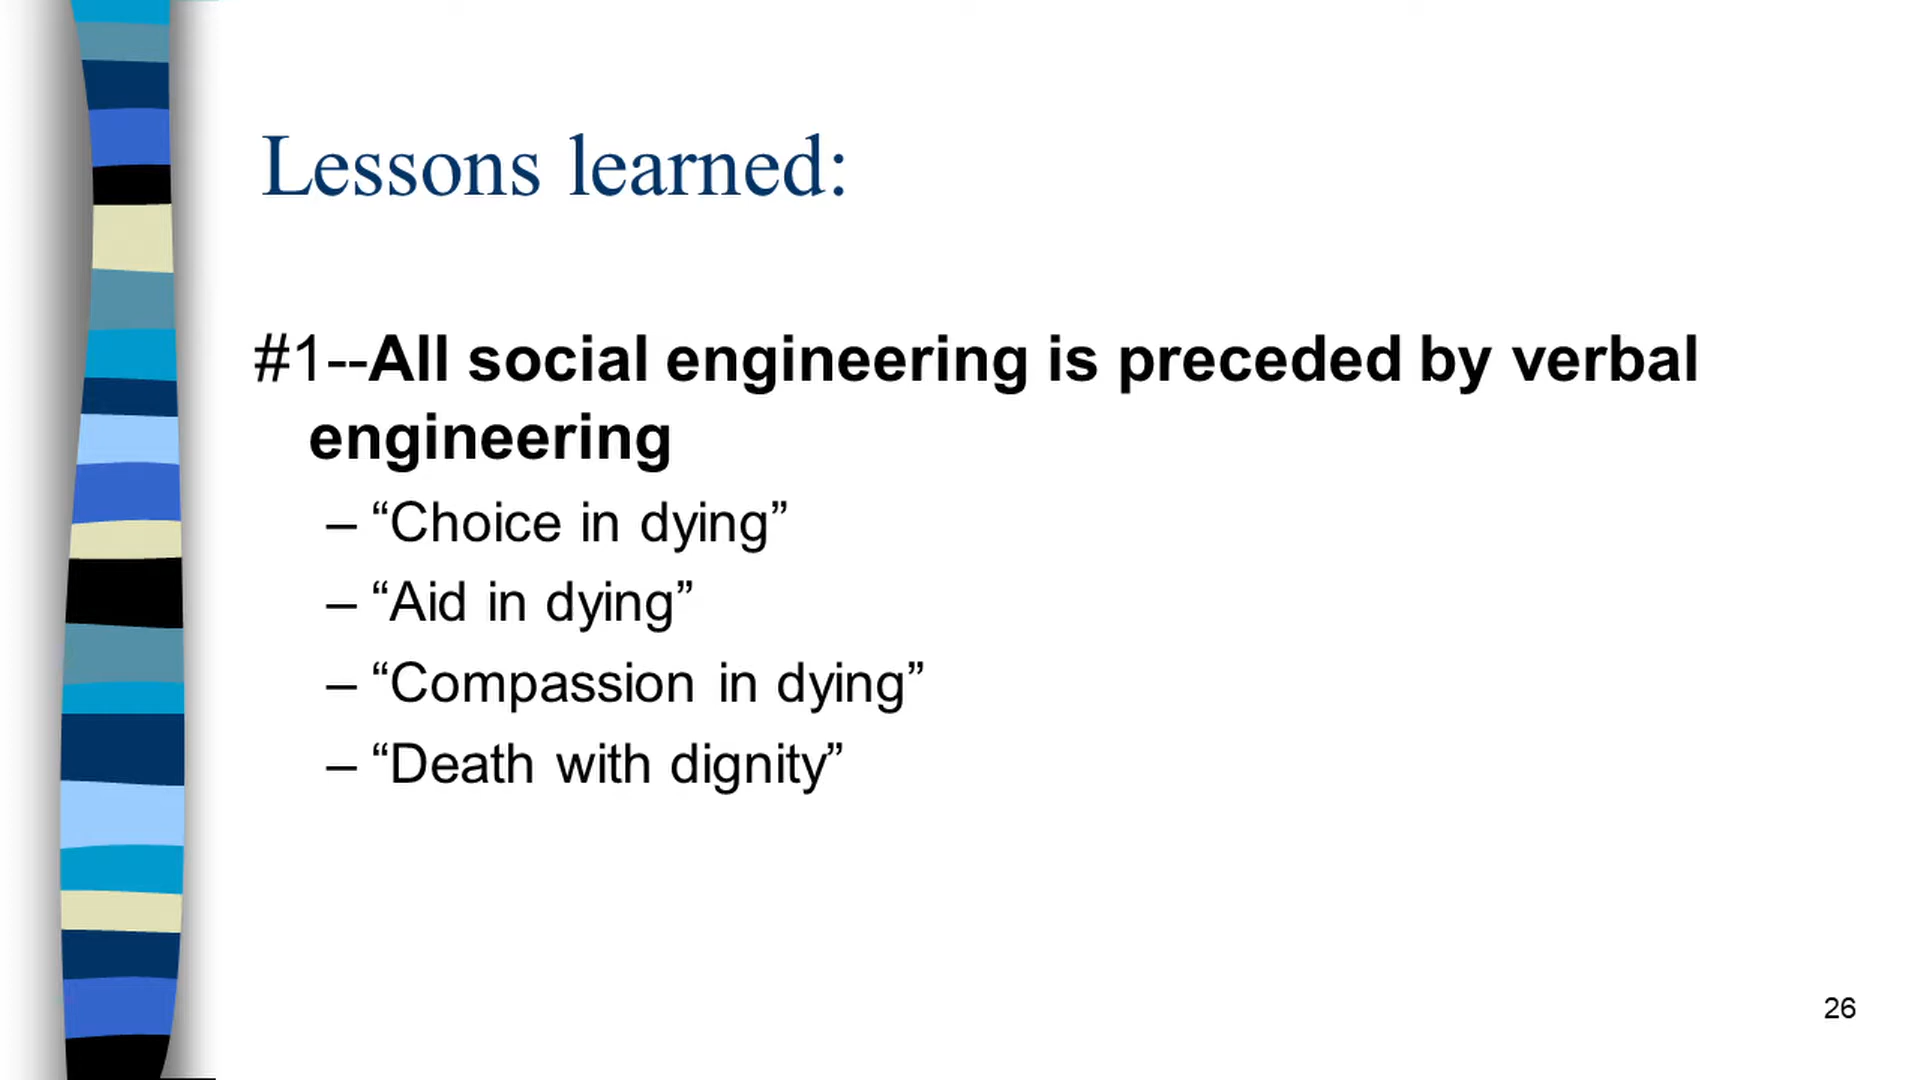 Lessons learned:
#1--All social engineering is preceded by verbal
engineering
– “Choice in dying”
– “Aid in dying”
– “Compassion in dying”
– “Death with dignity”
26